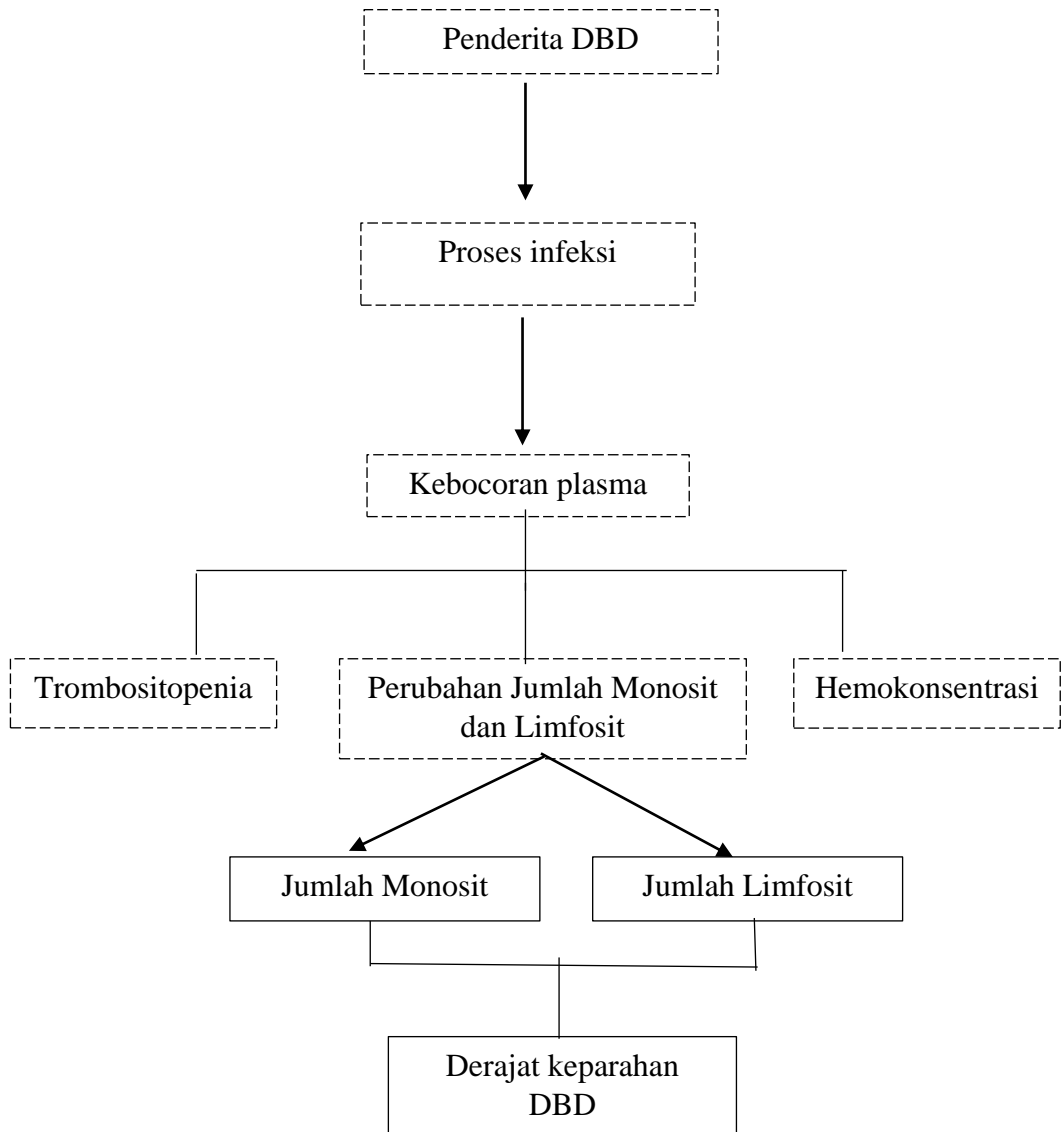 Penderita DBD
Proses infeksi
Kebocoran plasma
Trombositopenia
Perubahan Jumlah Monosit
dan Limfosit
Hemokonsentrasi
Jumlah Monosit
Jumlah Limfosit
Derajat keparahan
DBD